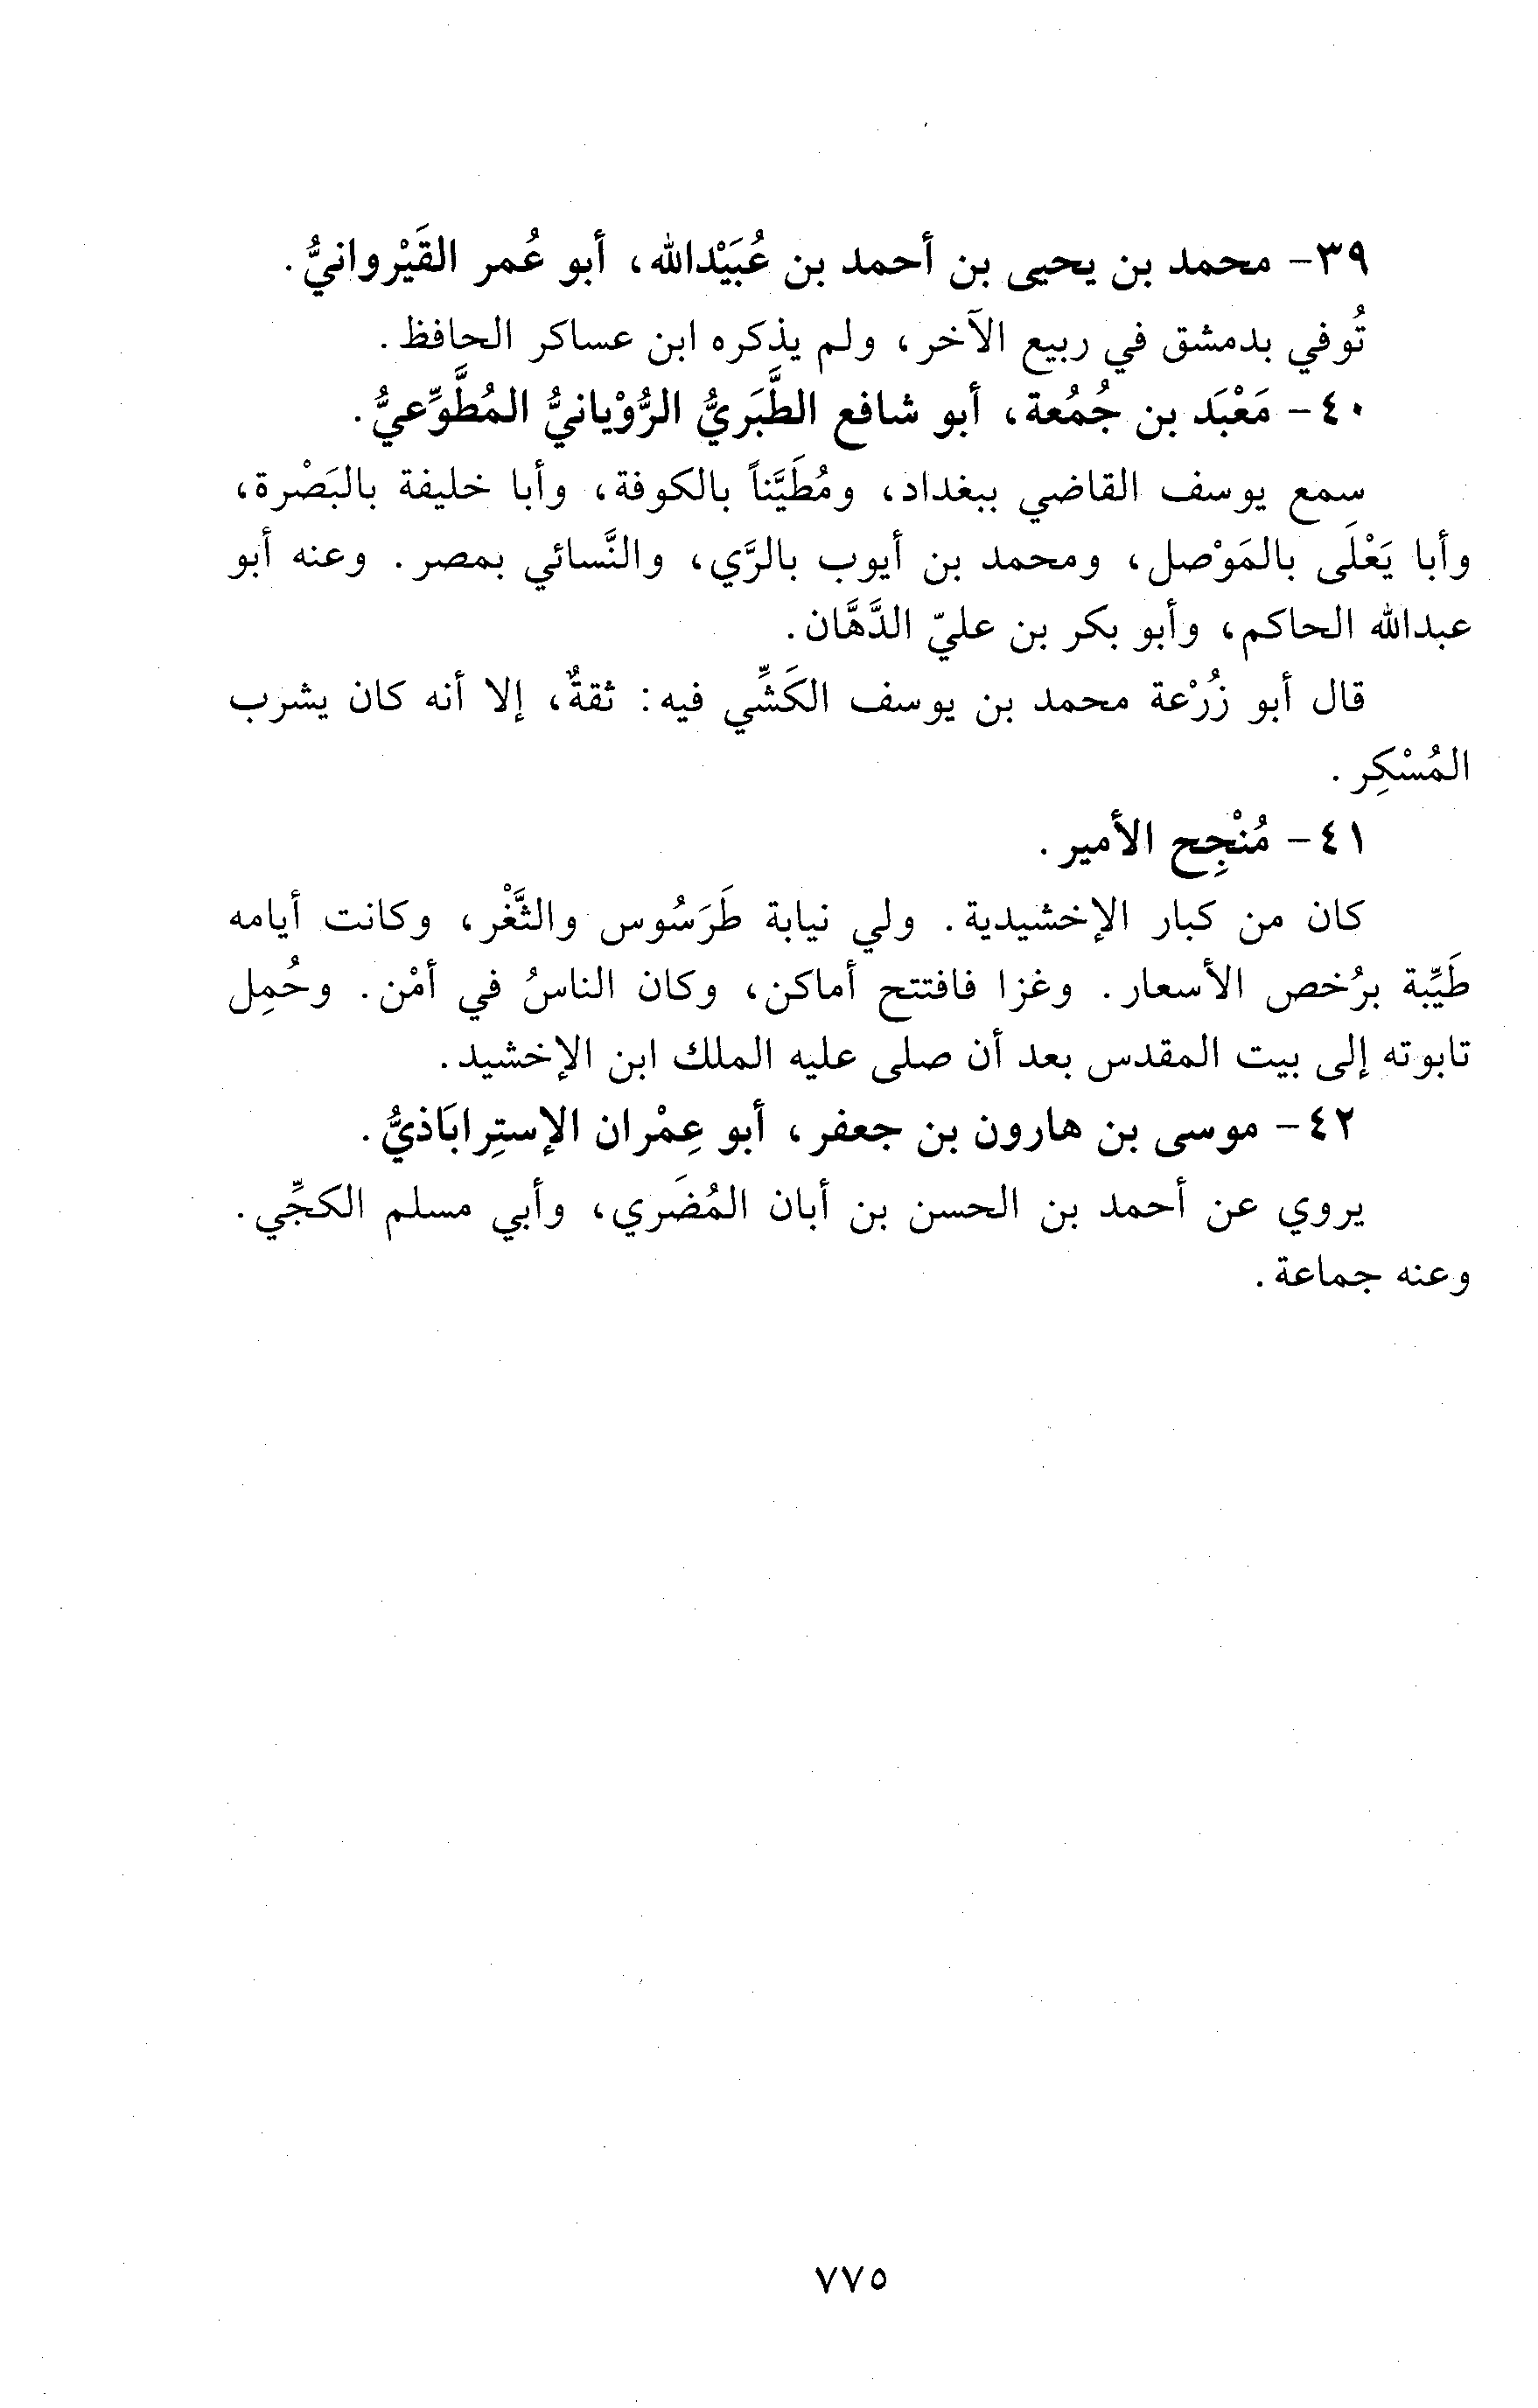 ٣٩- محمد بن يحيى بن أحمد بن عُبَيْدالله، أبو عُمر القَيْروانيُّ.
تُوفي بدمشق في ربيع الآخر، ولم يذكره ابن عساكر الحافظ.
٤٠- مَعْبَد بن جُمُعة، أبو شافع الطَّبَريُّ الرُّوْيانيُّ المُطَّوِّعيُّ.
سمع يوسف القاضي ببغداد، ومُطَيَّناً بالكوفة، وأبا خليفة بالبَصْرة،
وأبا يَعْلَى بالمَوْصل، ومحمد بن أيوب بالرَّي، والنَّسائي بمصر. وعنه أبو
عبدالله الحاكم، وأبو بكر بن عليّ الدَّهَّان.
قال أبو زُرْعة محمد بن يوسف الكَشِّي فيه: ثقةٌ، إلا أنه كان يشرب
المُسْكِر.
٤١- مُنْجِح الأمير.
كان من كبار الإخشيدية. ولي نيابة طَرَسُوس والثَّغْر، وكانت أيامه
طَيِّبة برُخص الأسعار. وغزا فافتتح أماكن، وكان الناسُ في أمْن. وحُمِل
تابوته إلى بيت المقدس بعد أن صلى عليه الملك ابن الإخشيد.
٤٢- موسى بن هارون بن جعفر، أبو عِمْران الإستِراباَذيُّ.
يروي عن أحمد بن الحسن بن أبان المُضَري، وأبي مسلم الكجِّي.
وعنه جماعة.
٧٧٥